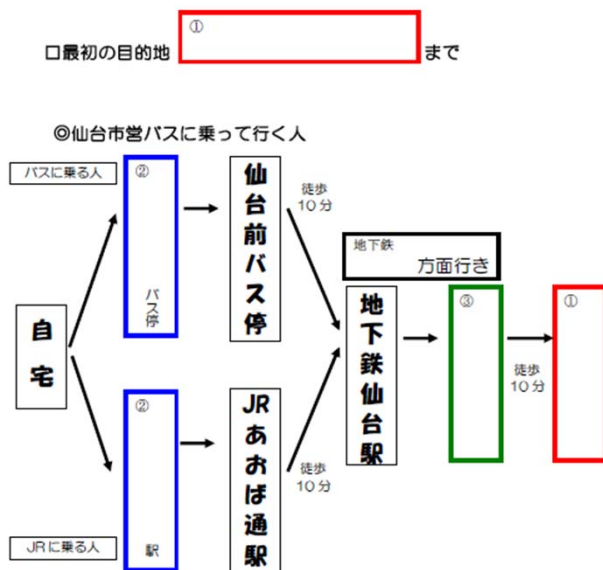 ①
□最初の目的地
まで
◎仙台市営バスに乗って行く人
バスに乗る人
②
バス停
仙台前バス停
徒歩
10分
地下鉄
方面行き
自宅
地下鉄仙台駅
③
徒歩
10分
①
②
駅
JRあおば通駅
徒歩
10分
JRに乗る人